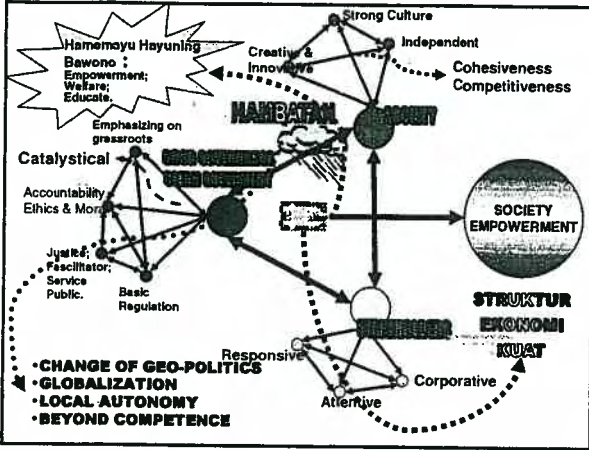 Strong Culture
Hamemayu Hayuning
Bawono :
Empowerment;
Welfare;
Educate.
Creative &
Innovative
Independent
Cohesiveness
Competitiveness
HAMBATAN
Emphasizing on
grassroots
Catalystical
Accountability
Ethics & Moral
Justice;
Fascilitator;
Service
Public.
Basic
Regulation
SOCIETY
EMPOWERMENT
STRUKTUR
EKONOMI
KUAT
Responsive
Corporative
Attentive
•CHANGE OF GEO-POLITICS
•GLOBALIZATION
•LOCAL AUTONOMY
•BEYOND COMPETENCE